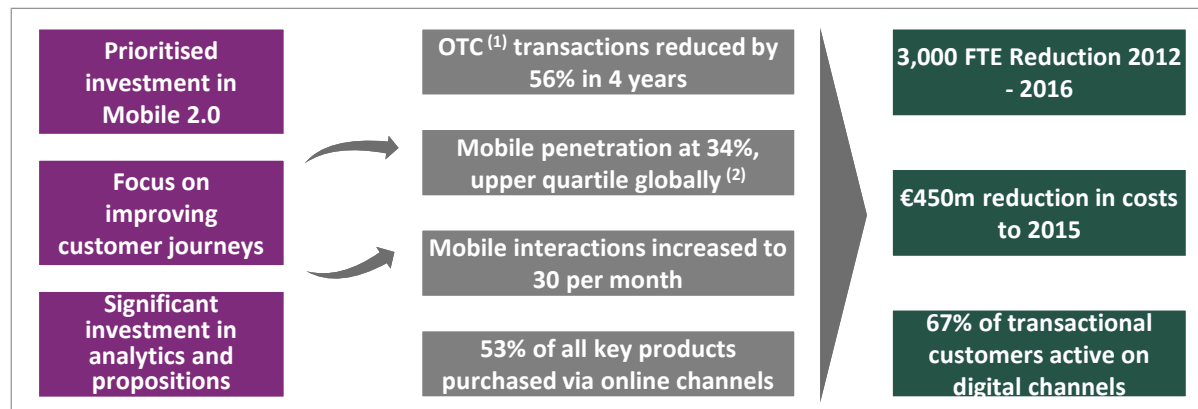 Prioritised
investment in
Mobile 2.0
Focus on
improving
customer journeys
Significant
investment in
analytics and
propositions
OTC (1) transactions reduced by
56% in 4 years
Mobile penetration at 34%,
upper quartile globally (2)
Mobile interactions increased to
30 per month
53% of all key products
purchased via online channels
3,000 FTE Reduction 2012
- 2016
€450m reduction in costs
to 2015
67% of transactional
customers active on
digital channels